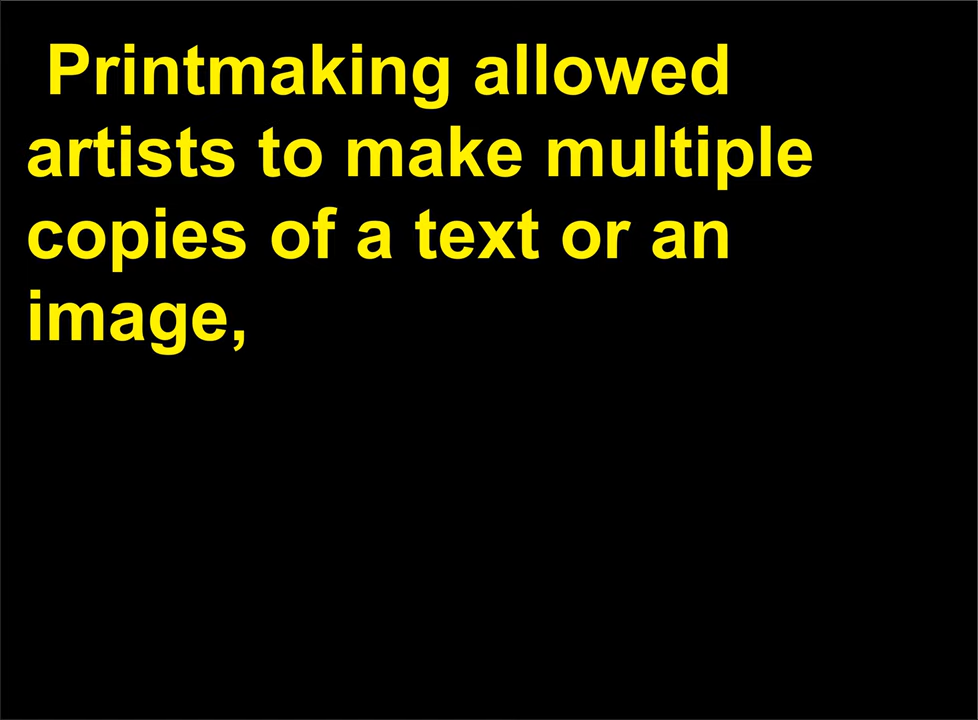 Printmaking allowed
artists to make multiple
copies of a text or an
image,